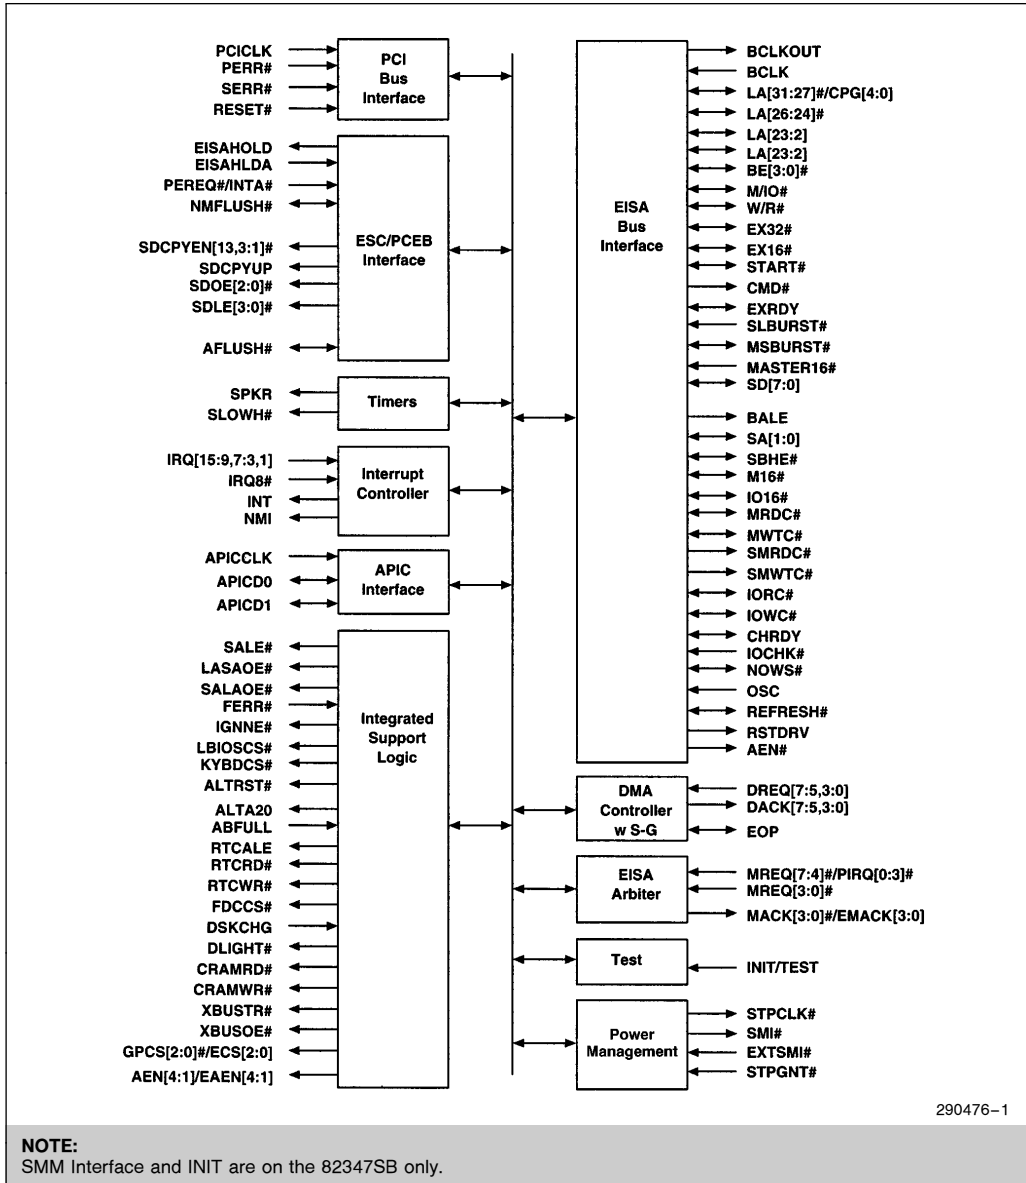 PCICLK
PERR#
SERR#
RESET#
PCI
Bus
Interface
EISAHOLD
EISAHLDA
PEREQ#/INTA#
NMFLUSH#
SDCPYEN[13,3:1]#
SDCPYUP
SDOE[2:0]#
SDLE[3:0]#
AFLUSH#
ESC/PCEB
Interface
SPKR
SLOWH#
Timers
IRQ[15:9,7:3,1]
IRQ8#
INT
NMI
Interrupt
Controller
APICCLK
APICD0
APICD1
APIC
Interface
SALE#
LASAOE#
SALAOE#
FERR#
IGNNE#
LBIOSCS#
KYBDCS#
ALTRST#
ALTA20
ABFULL
RTCALE
RTCRD#
RTCWR#
FDCCS#
DSKCHG
DLIGHT#
CRAMRD#
CRAMWR#
XBUSTR#
XBUSOE#
GPCS[2:0]#/ECS[2:0]
AEN[4:1]/EAEN[4:1]
Integrated
Support
Logic
EISA
Bus
Interface
BCLKOUT
BCLK
LA[31:27]#/CPG[4:0]
LA[26:24]#
LA[23:2]
LA[23:2]
BE[3:0]#
M/IO#
W/R#
EX32#
EX16#
START#
CMD#
EXRDY
SLBURST#
MSBURST#
MASTER16#
SD[7:0]
BALE
SA[1:0]
SBHE#
M16#
IO16#
MRDC#
MWTC#
SMRDC#
SMWTC#
IORC#
IOWC#
CHRDY
IOCHK#
NOWS#
OSC
REFRESH#
RSTDRV
AEN#
DMA
Controller
w S-G
DREQ[7:5,3:0]
DACK[7:5,3:0]
EOP
EISA
Arbiter
MREQ[7:4]#/PIRQ[0:3]#
MREQ[3:0]#
MACK[3:0]#/EMACK[3:0]
Test
INIT/TEST
Power
Management
STPCLK#
SMI#
EXTSMI#
STPGNT#
290476–1
NOTE:
SMM Interface and INIT are on the 82347SB only.